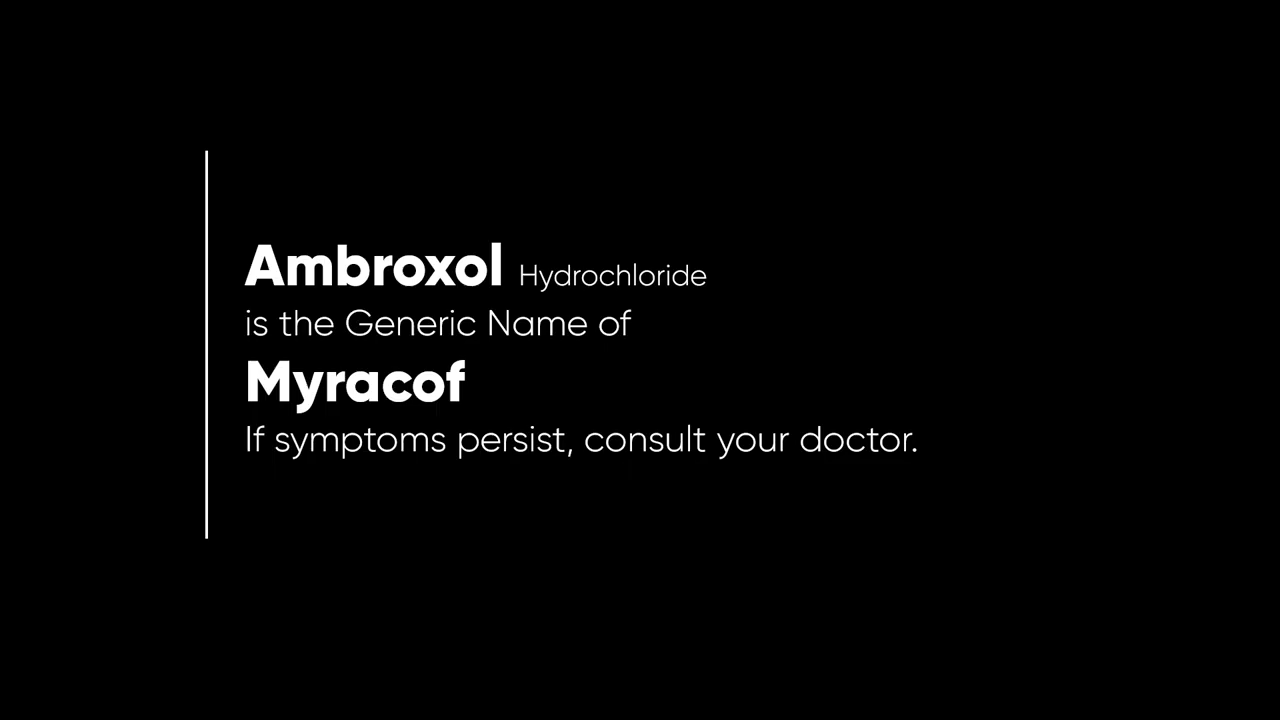 Ambroxol Hydrochloride
is the Generic Name of
Myracof
If symptoms persist, consult your doctor.